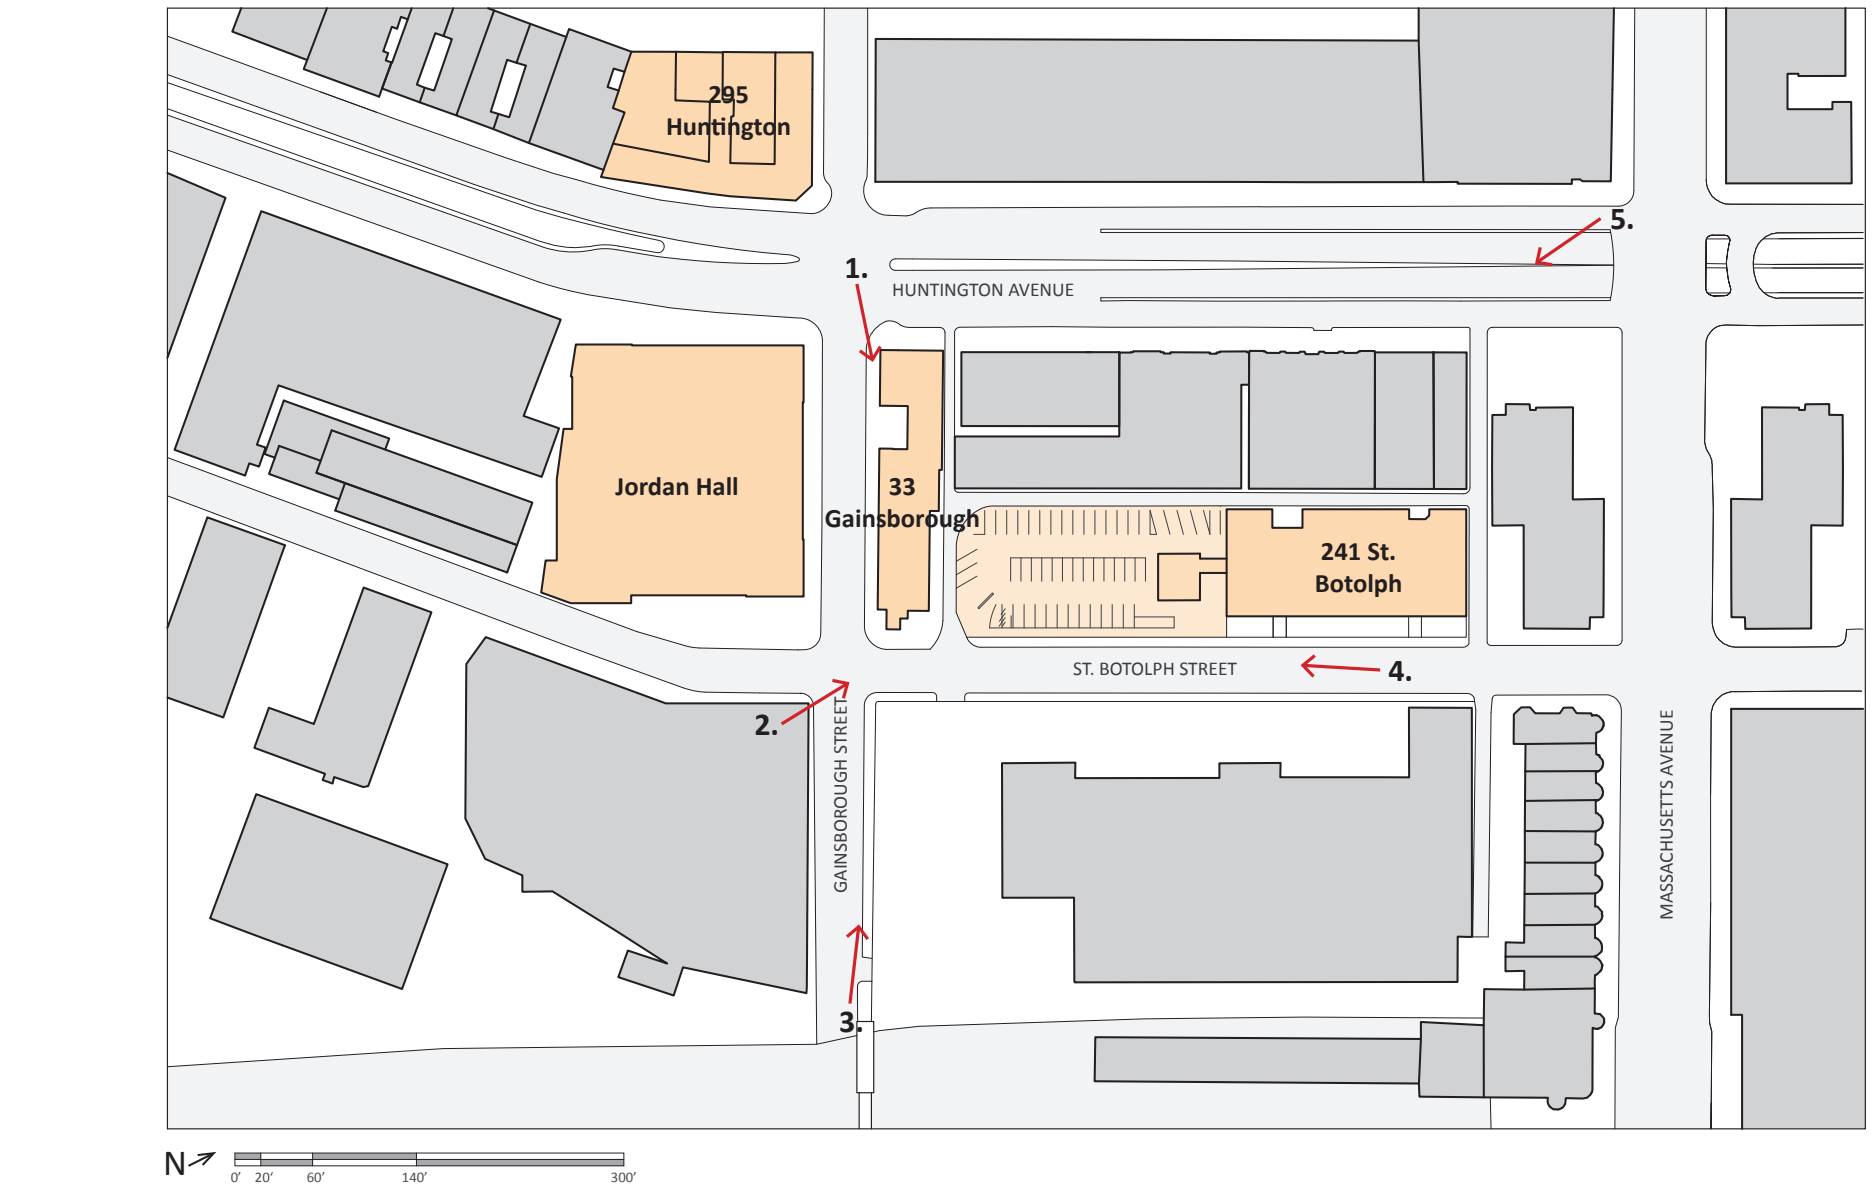 295
Huntington
5.
1.
HUNTINGTON AVENUE
Jordan Hall
33
Gainsborough
241 St.
Botolph
ST. BOTOLPH STREET
4.
2.
GAINSBOROUGH STREET
MASSACHUSETTS AVENUE
3.
N
0' 20' 60' 140' 300'